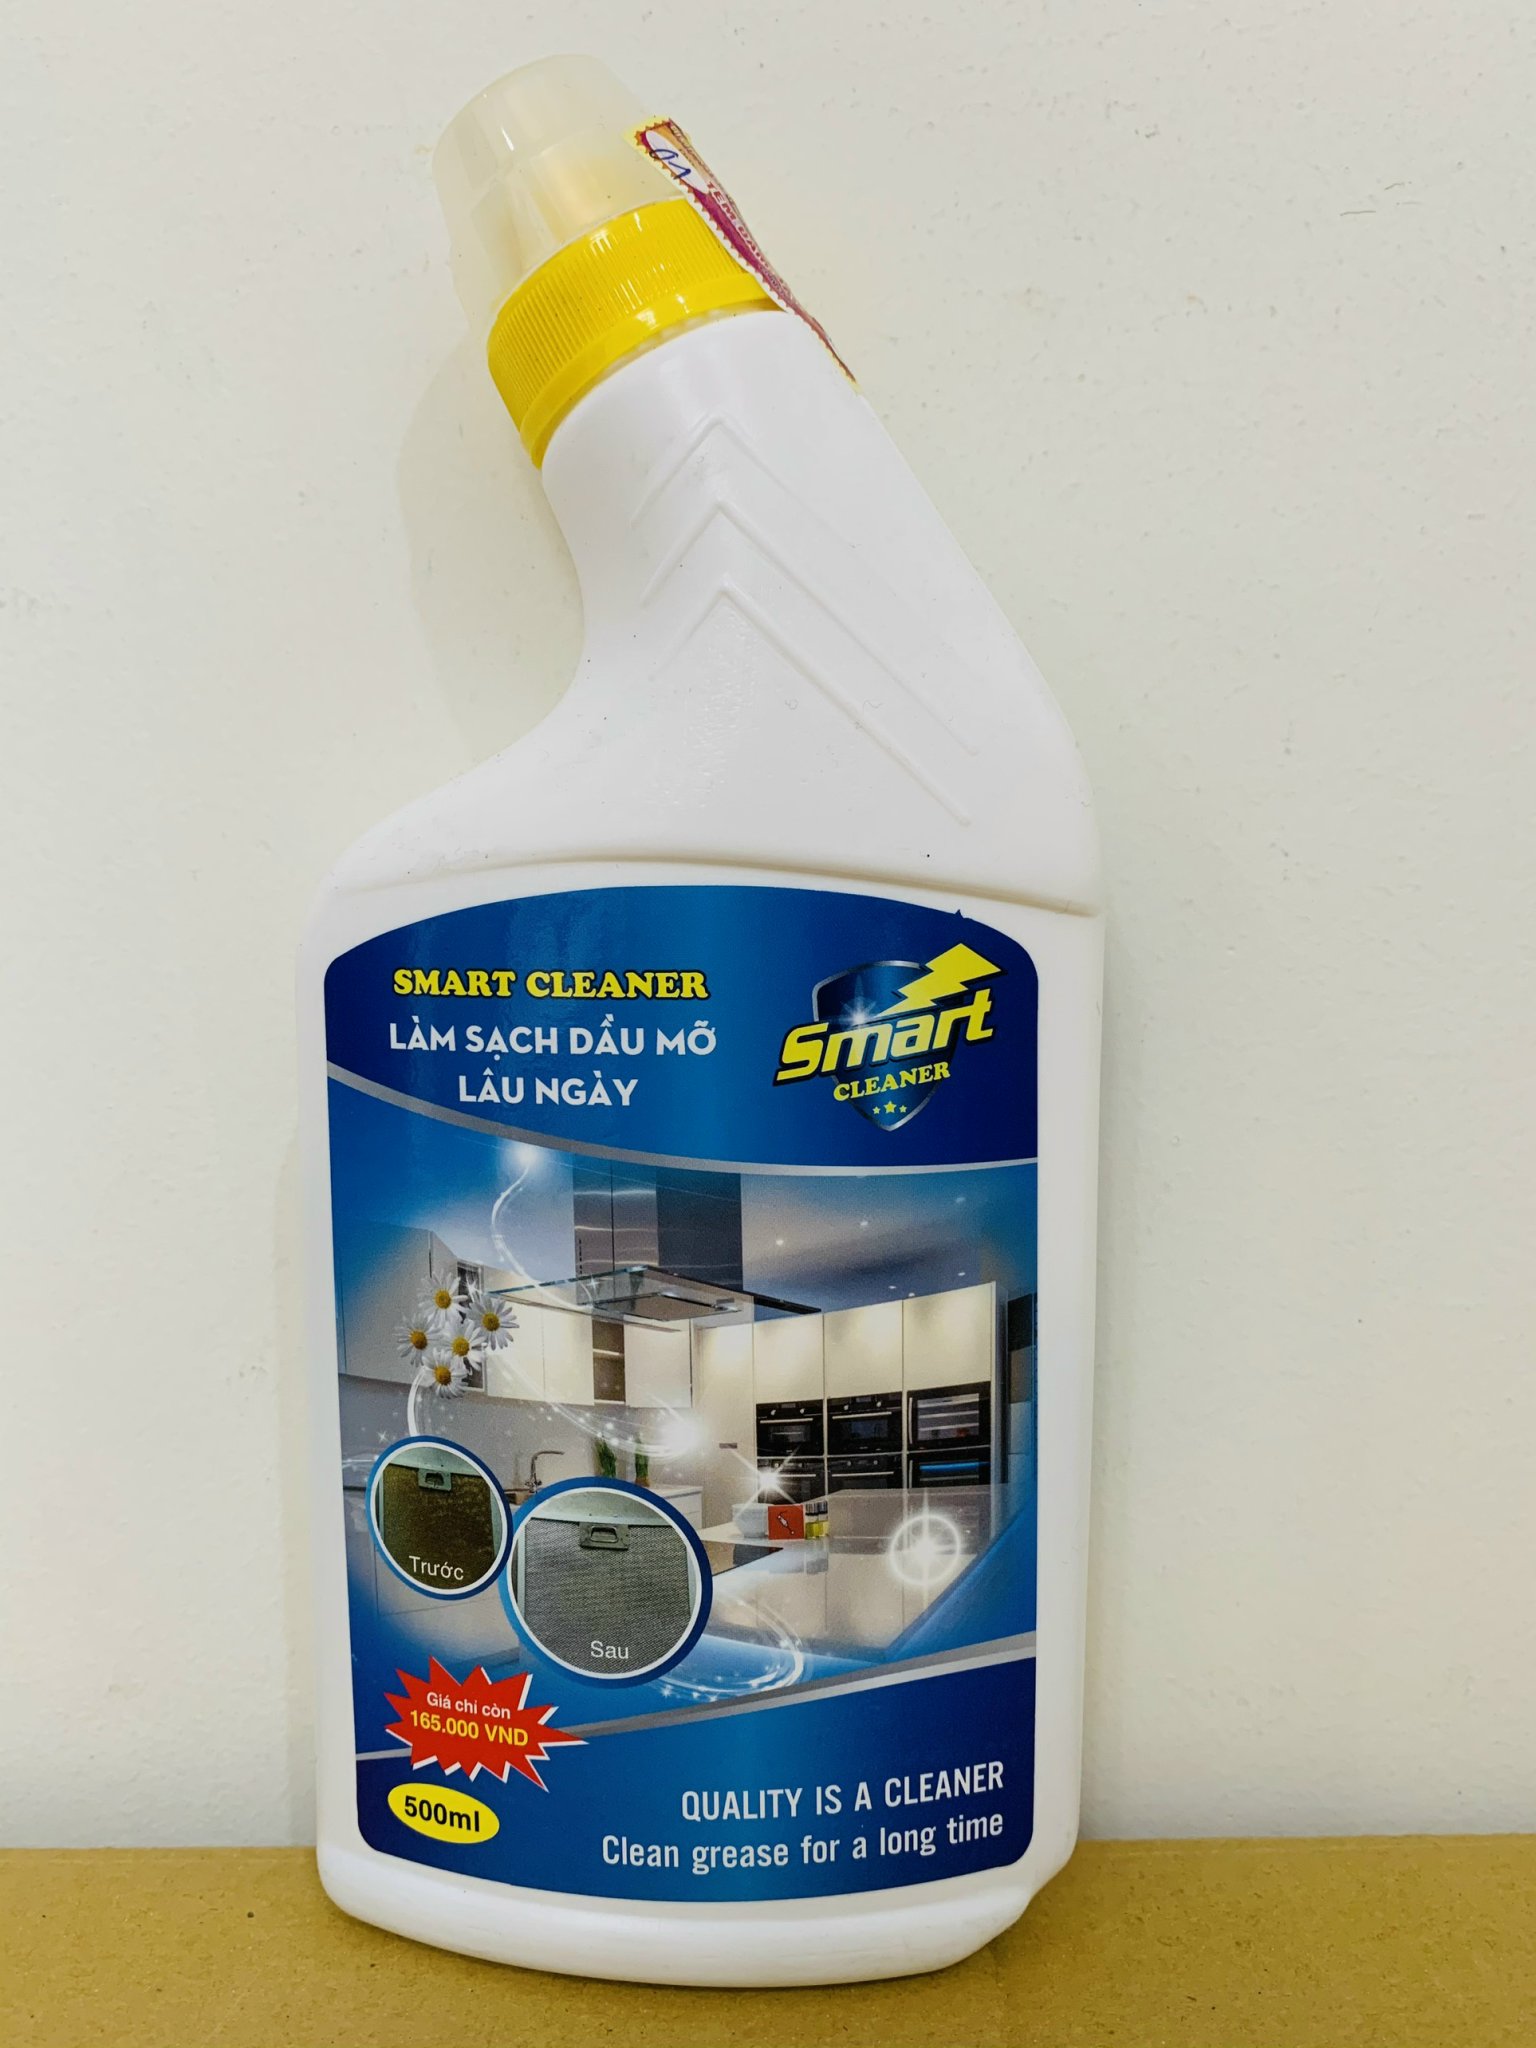 01
SMART CLEANER
LÀM SẠCH DẦU MỠ
LÂU NGÀY
Smart
CLEANER
Trước
Sau
Giá chỉ còn
165.000 VND
500ml
QUALITY IS A CLEANER
Clean grease for a long time